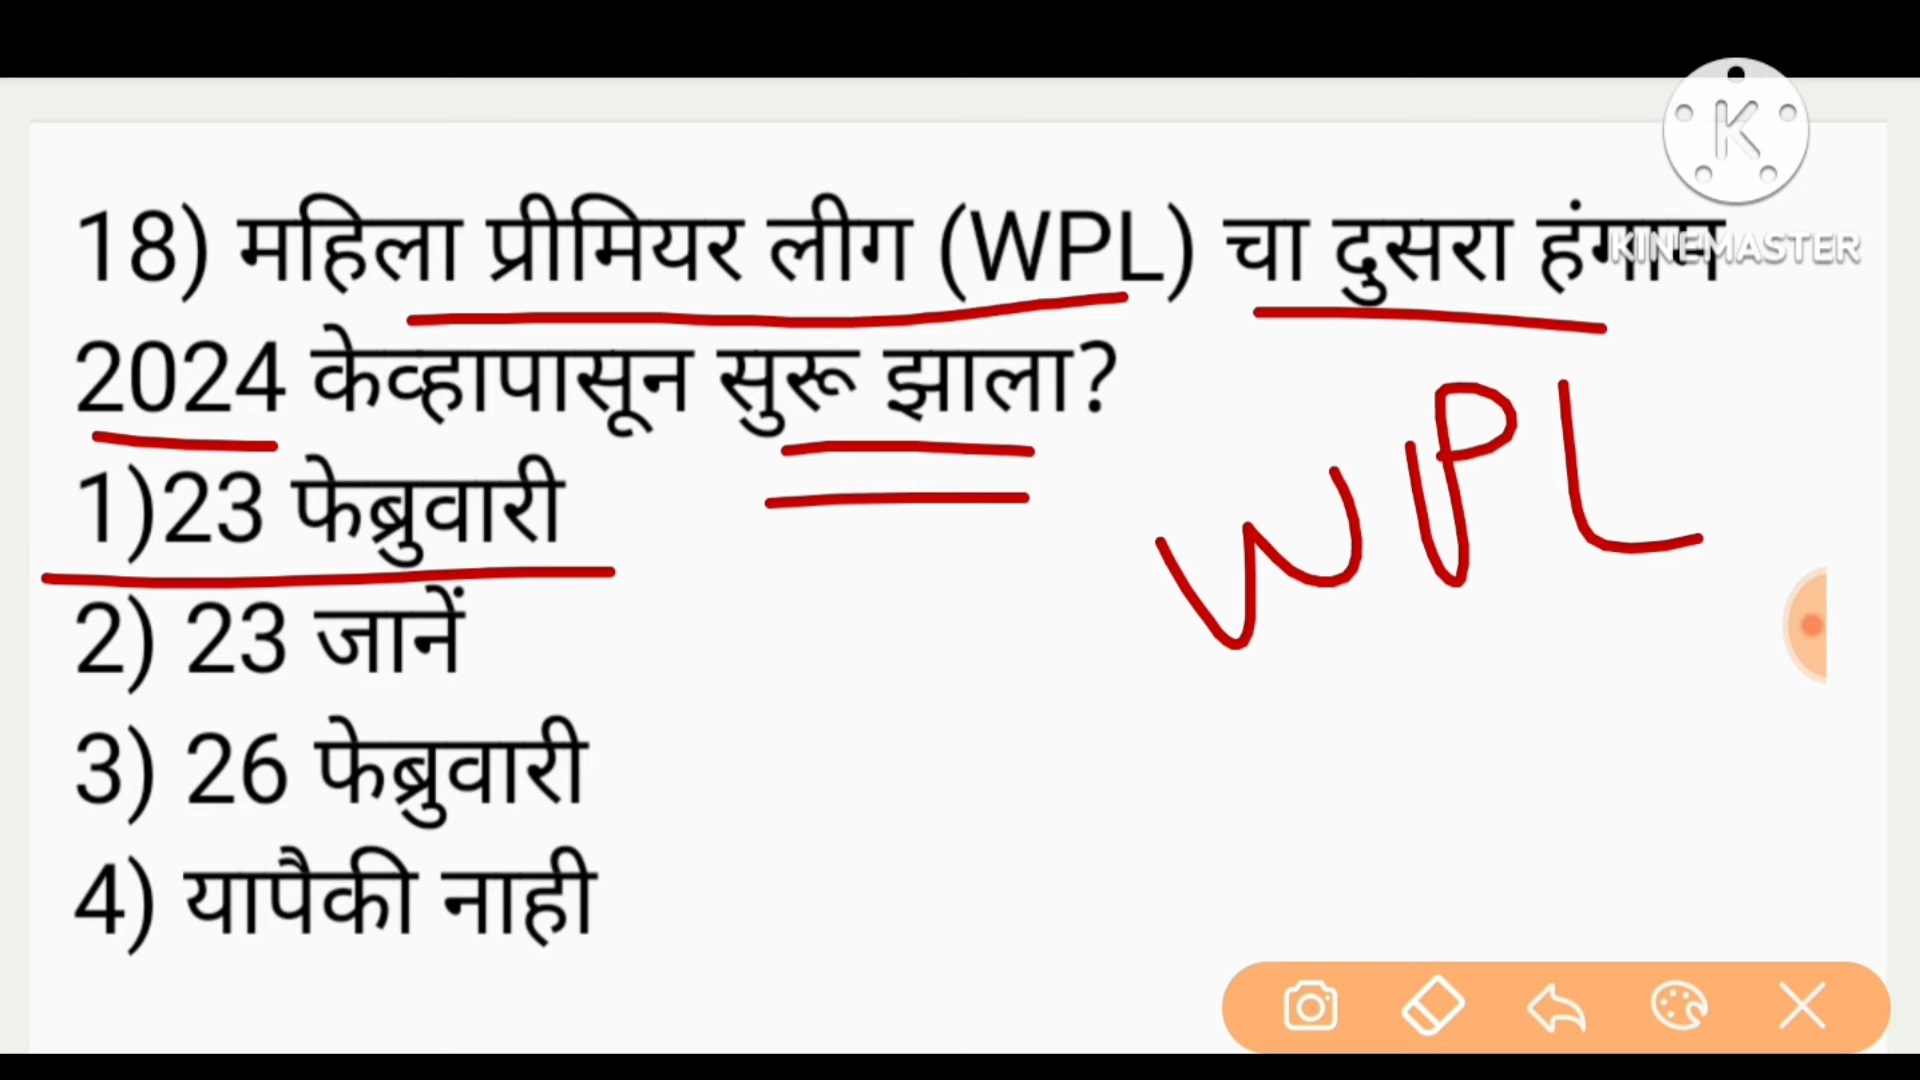 K
18) महिला प्रीमियर लीग (WPL) चा दुसरा हंगाम
KINEMASTER
2024 केव्हापासून सुरू झाला?
WPL
1)23 फेब्रुवारी
2) 23 जानें
3) 26 फेब्रुवारी
4) यापैकी नाही